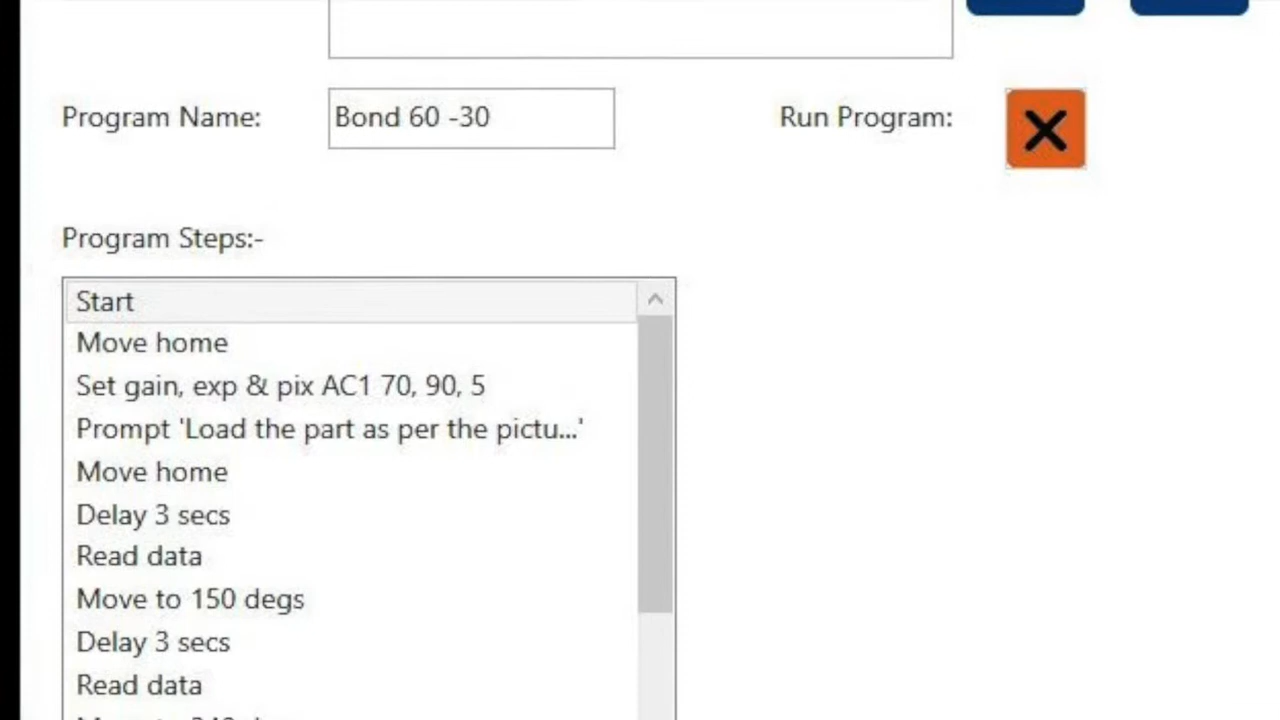 Program Name: Bond 60 -30 Run Program:
Program Steps:-
Start
Move home
Set gain, exp & pix AC1 70, 90, 5
Prompt 'Load the part as per the pictu...'
Move home
Delay 3 secs
Read data
Move to 150 degs
Delay 3 secs
Read data